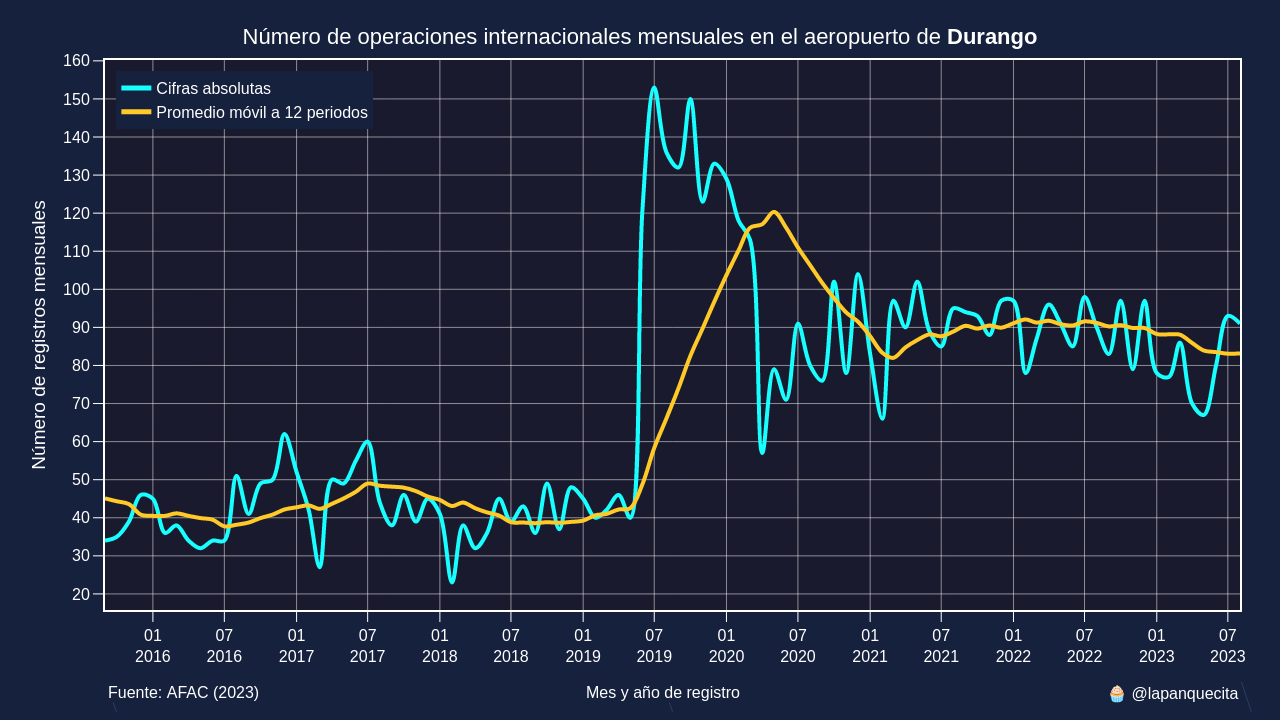 Número de operaciones internacionales mensuales en el aeropuerto de Durango
Cifras absolutas
Promedio móvil a 12 periodos
Número de registros mensuales
160
150
140
130
120
110
100
90
80
70
60
50
40
30
20
01 07 01 07 01 07 01 07 01 07 01 07 01 07 01 07
2016 2016 2017 2017 2018 2018 2019 2019 2020 2020 2021 2021 2022 2022 2023 2023
Fuente: AFAC (2023) Mes y año de registro 🧁 @lapanquecita